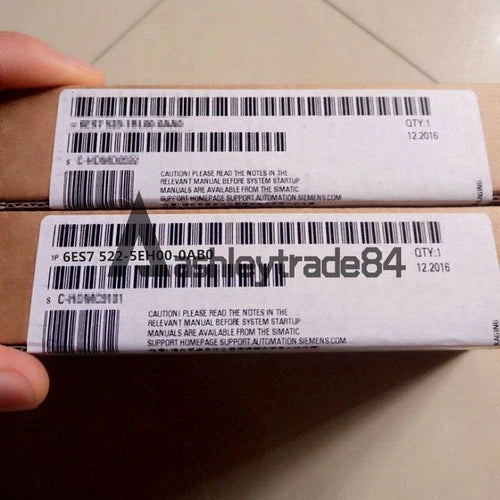 QTY:1
12.2016
S
CAUTION! PLEASE READ THE NOTES IN THE
RELEVANT MANUAL BEFORE SYSTEM STARTUP
MANUALS ARE AVAILABLE FROM THE SIMATIC
SUPPORT HOMEPAGE SUPPORT.AUTOMATION.SIEMENS.COM
KAGING
1P 6ES7 522-5EH00-0AB0
QTY:1
ashleytrade84
12.2016
S
CAUTION! PLEASE READ THE NOTES IN THE
RELEVANT MANUAL BEFORE SYSTEM STARTUP
MANUALS ARE AVAILABLE FROM THE SIMATIC
SUPPORT HOMEPAGE SUPPORT.AUTOMATION.SIEMENS.COM
KAGING